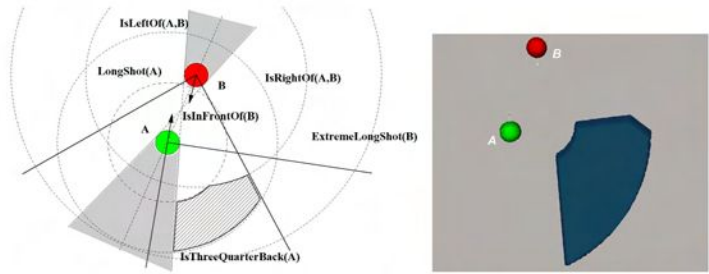 IsLeftOf(A,B)
LongShot(A)
B
IsRightOf(A,B)
IsInFrontOf(B)
A
ExtremeLongShot(B)
IsThreeQuarterBack(A)
B
A